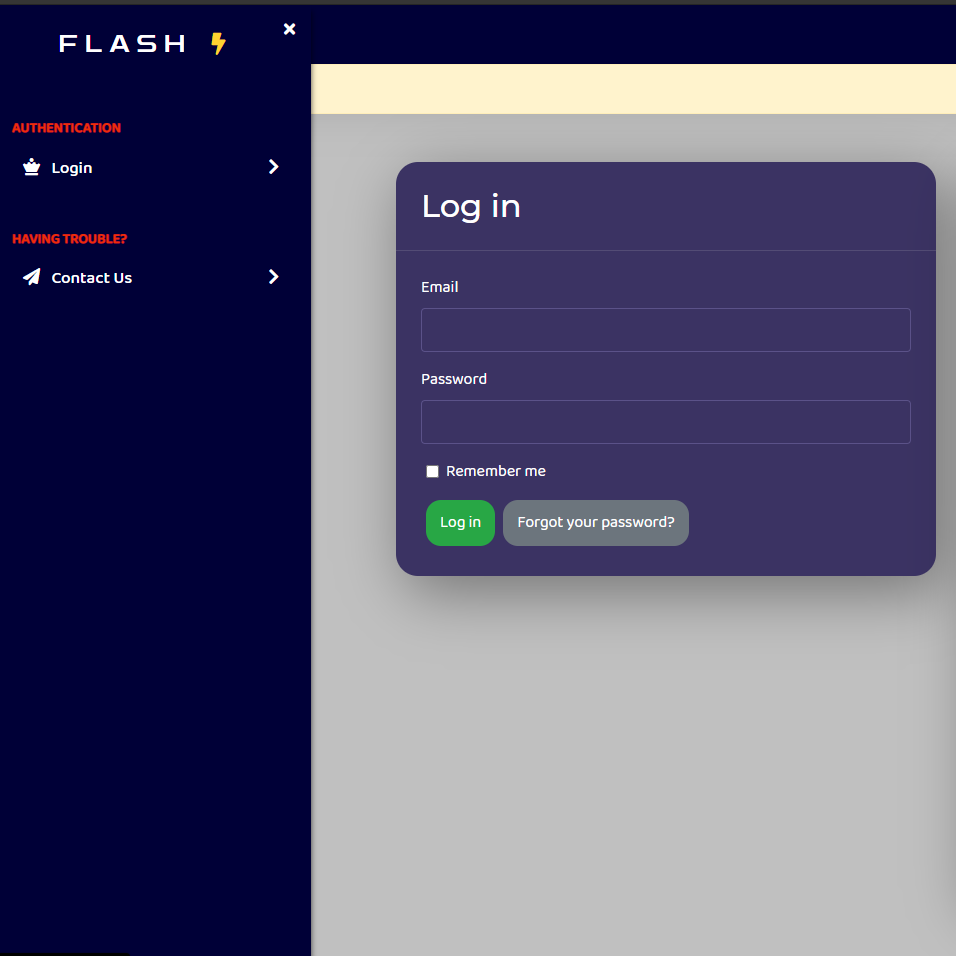 FLASH
AUTHENTICATION
Login
HAVING TROUBLE?
Contact Us
Log in
Email
Password
Remember me
Log in
Forgot your password?